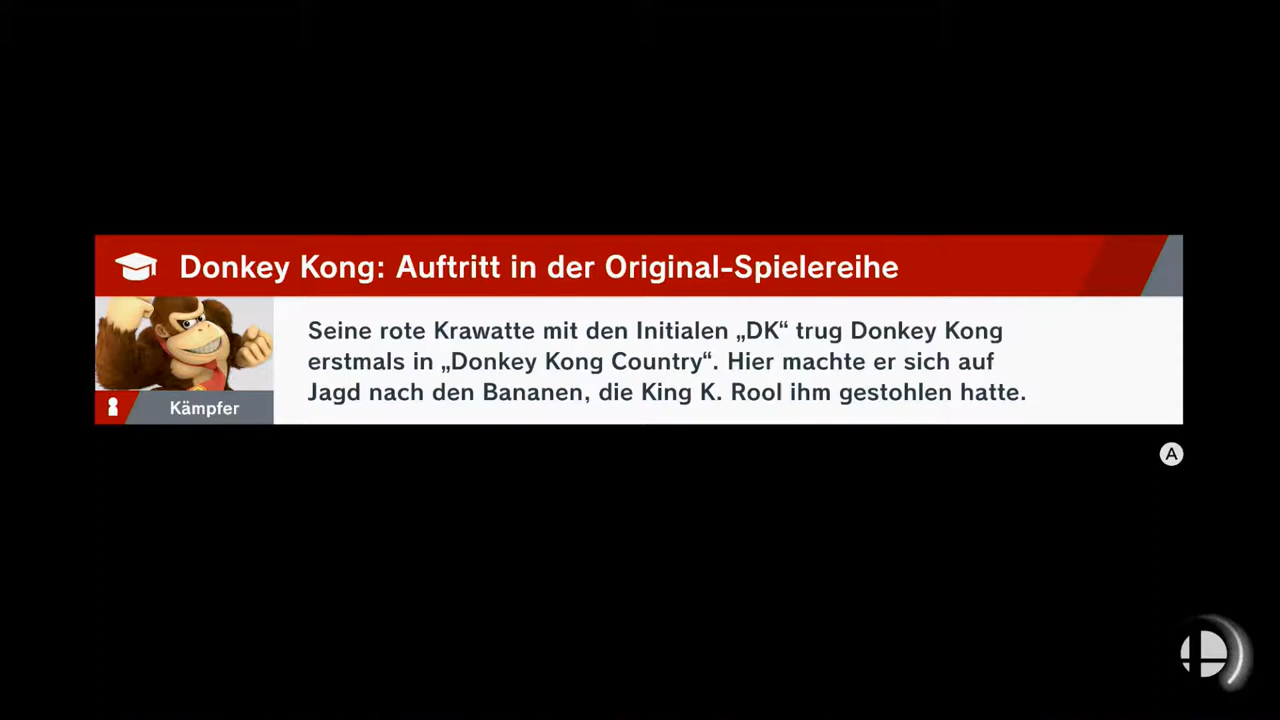 Donkey Kong: Auftritt in der Original-Spielereihe
Seine rote Krawatte mit den Initialen „DK“ trug Donkey Kong
erstmals in „Donkey Kong Country“. Hier machte er sich auf
Jagd nach den Bananen, die King K. Rool ihm gestohlen hatte.
Kämpfer
A